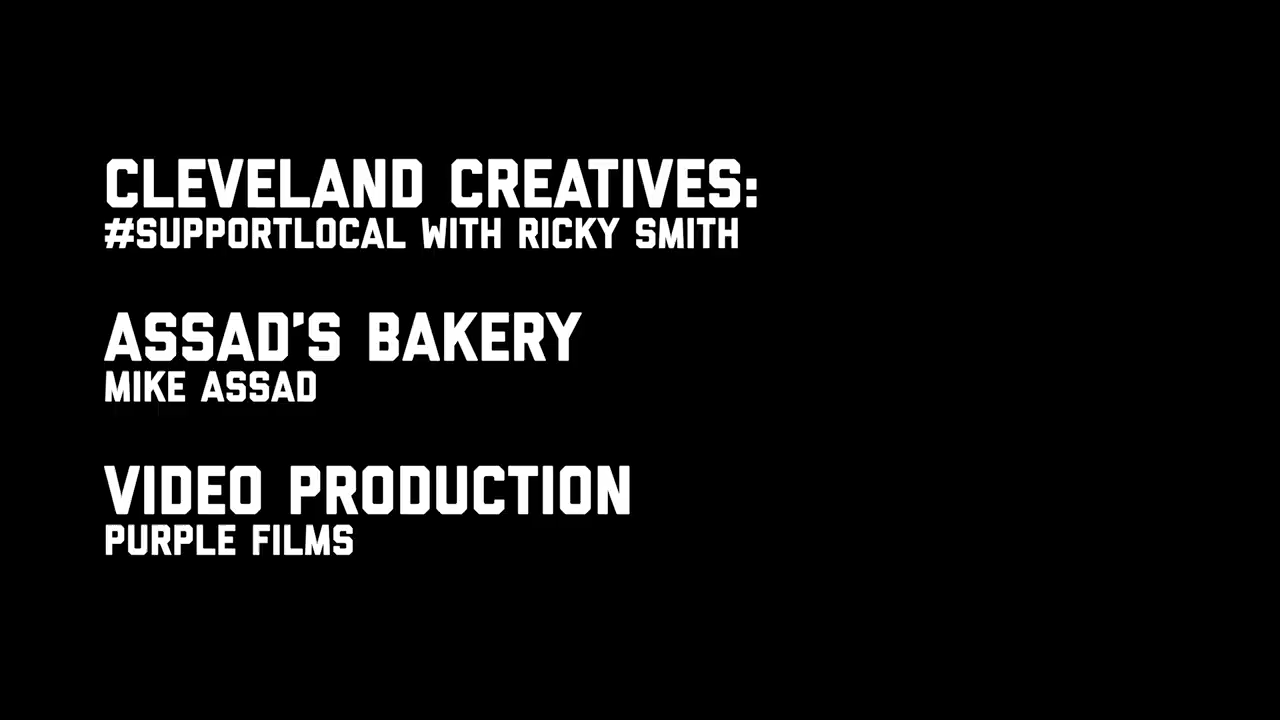 CLEVELAND CREATIVES:
#SUPPORTLOCAL WITH RICKY SMITH
ASSAD'S BAKERY
MIKE ASSAD
VIDEO PRODUCTION
PURPLE FILMS